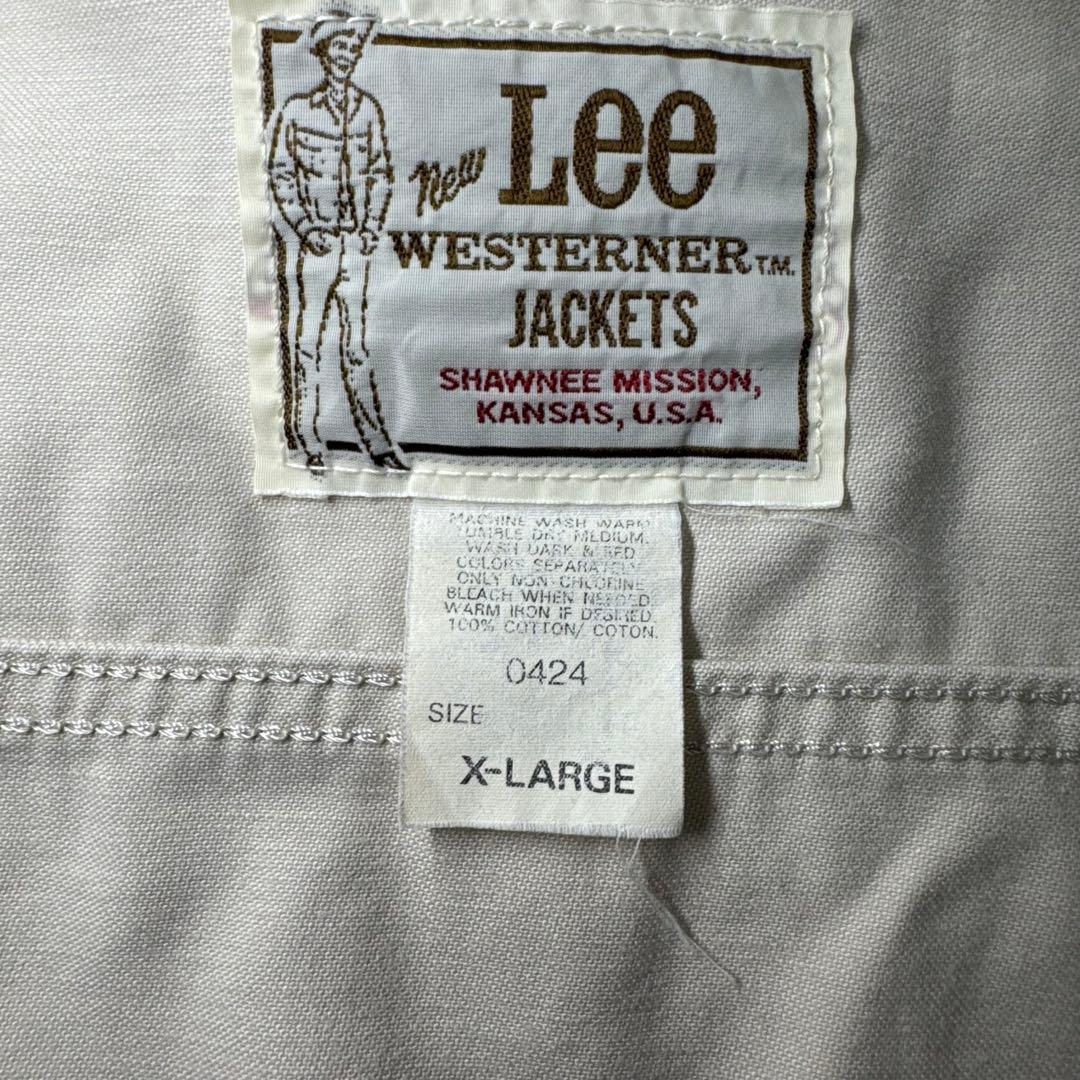 New Lee
WESTERNER T.M.
JACKETS
SHAWNEE MISSION,
KANSAS, U.S.A.
MACHINE WASH WARM
TUMBLE DRY MEDIUM.
WASH DARK & RED
COLORS SEPARATELY
ONLY NON-CHLORINE
BLEACH WHEN NEEDED
WARM IRON IF DESIRED
100% COTTON/ COTON.
0424
SIZE
X-LARGE